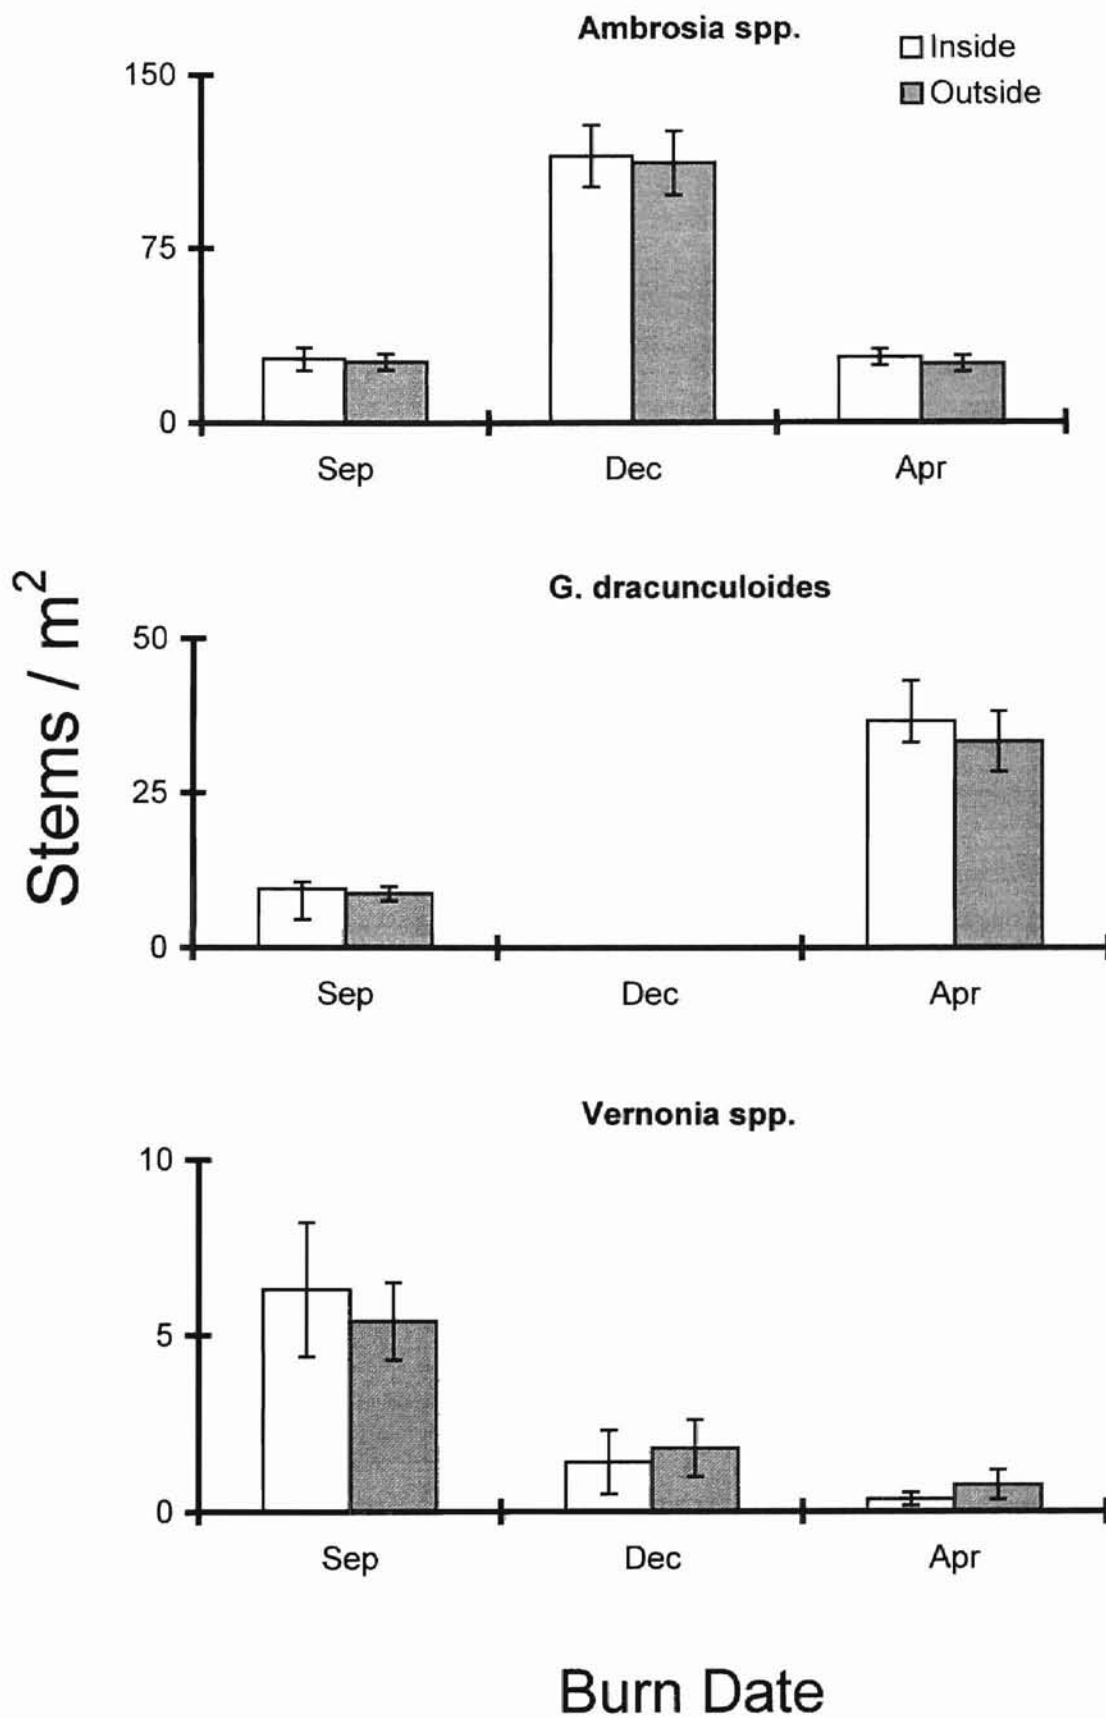 Ambrosia spp.
Inside
Outside
150
75
0
Sep Dec Apr
Stems / m²
G. dracunculoides
50
25
0
Sep Dec Apr
Vernonia spp.
10
5
0
Sep Dec Apr
Burn Date